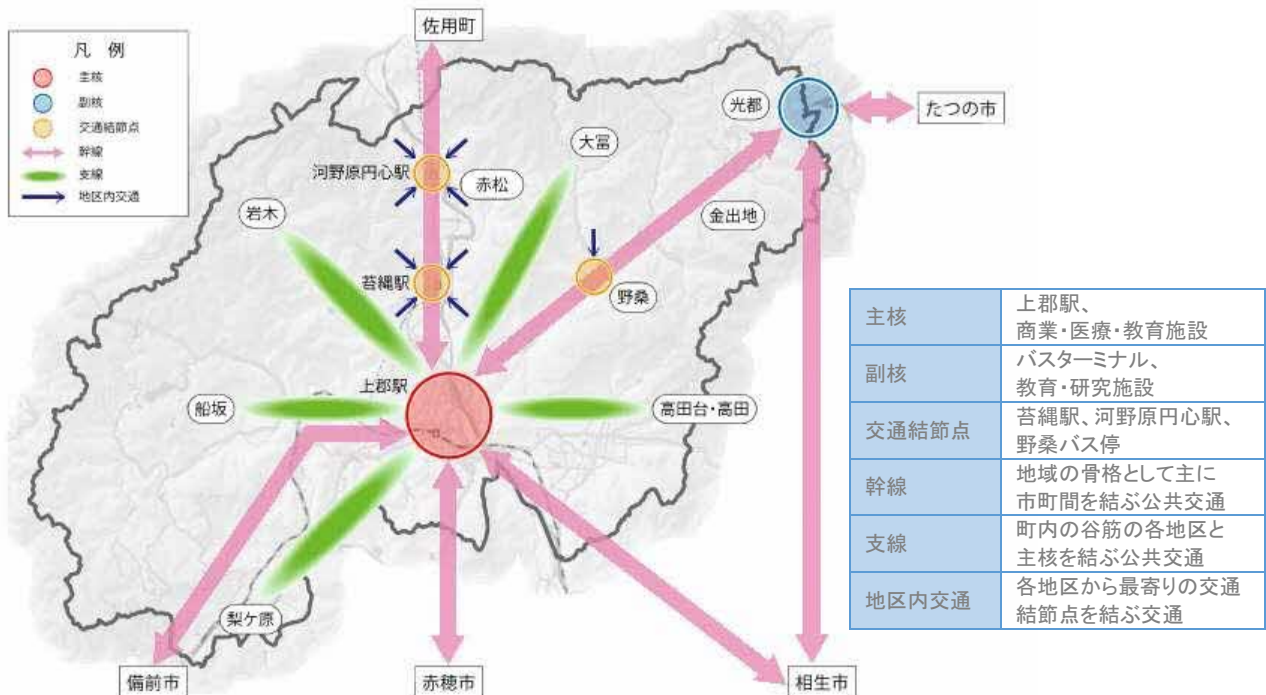 佐用町
凡 例
主核
副核
交通結節点
幹線
支線
地区内交通
光都
たつの市
大冨
河野原円心駅
赤松
岩木
金出地
苔縄駅
野桑
上郡駅
船坂
高田台・高田
梨ケ原
備前市
赤穂市
相生市
主核
上郡駅、
商業・医療・教育施設
副核
バスターミナル、
教育・研究施設
交通結節点
苔縄駅、河野原円心駅、
野桑バス停
幹線
地域の骨格として主に
市町間を結ぶ公共交通
支線
町内の谷筋の各地区と
主核を結ぶ公共交通
地区内交通
各地区から最寄りの交通
結節点を結ぶ交通